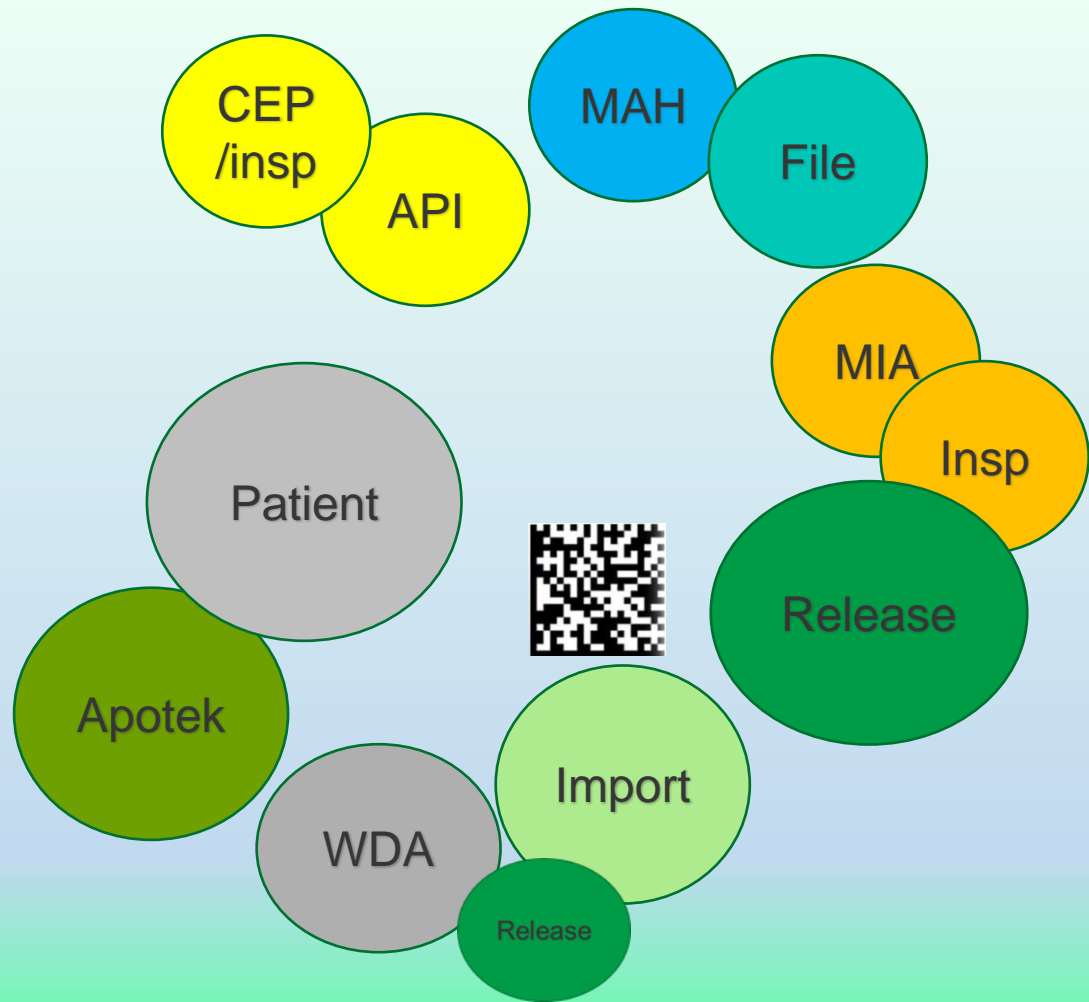 CEP
/insp
API
MAH
File
MIA
Insp
Release
Import
Release
WDA
Apotek
Patient